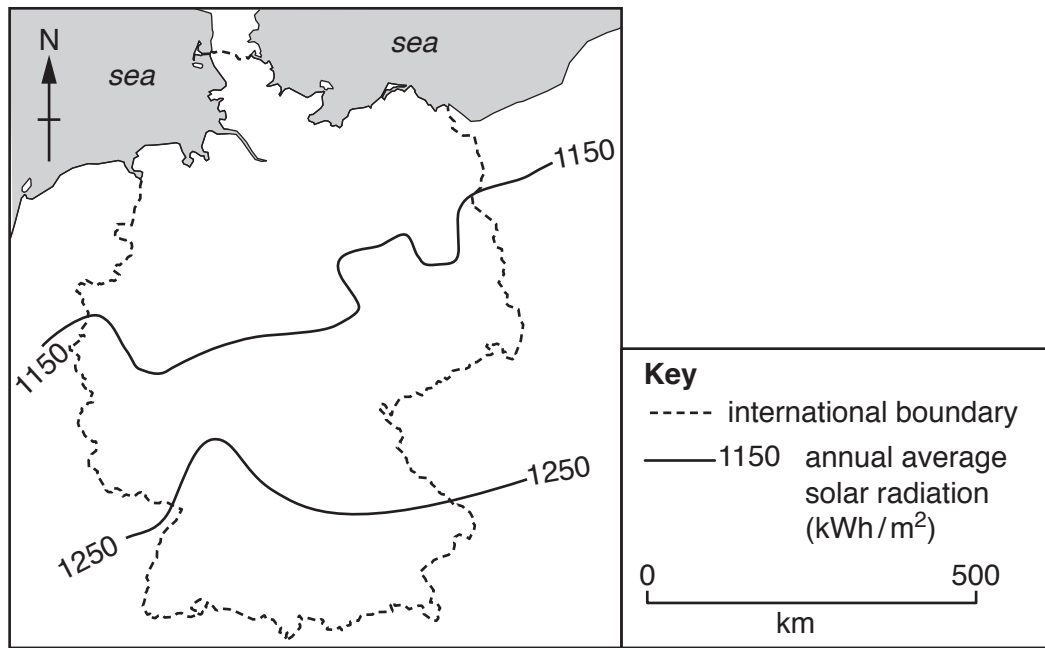 N
sea
sea
1150
1150
1250
1250
Key
international boundary
1150 annual average
solar radiation
(kWh/m²)
0 500
km